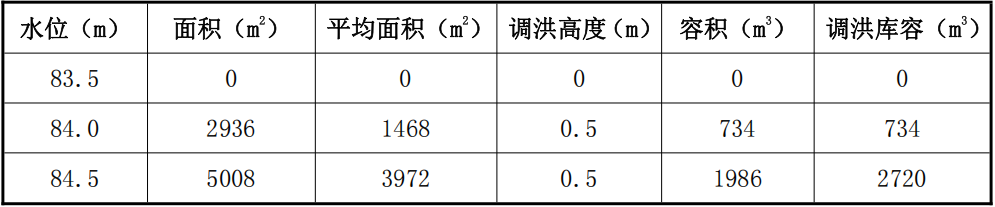 水位（m） 面积（m²） 平均面积（m²） 调洪高度（m） 容积（m³） 调洪库容（m³）
83.5 0 0 0 0 0
84.0 2936 1468 0.5 734 734
84.5 5008 3972 0.5 1986 2720